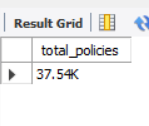 Result Grid
total_policies
37.54K